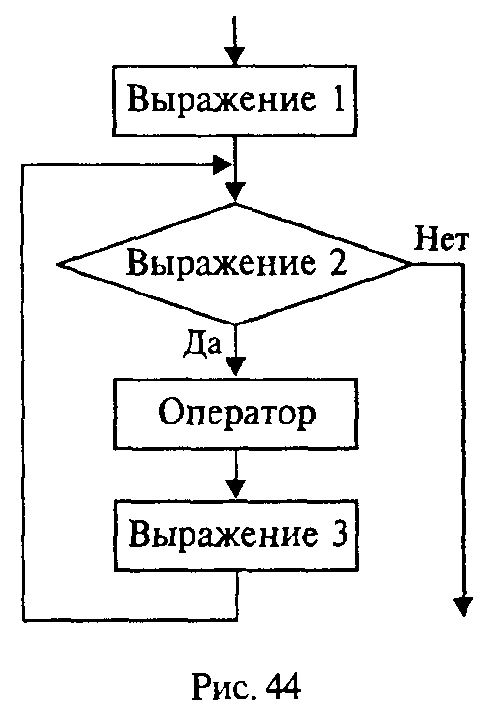 Выражение 1
Выражение 2
Нет
Да
Оператор
Выражение 3
Рис. 44